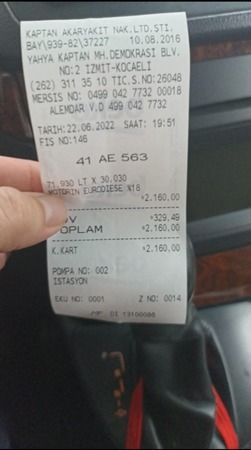 KAPTAN AKARYAKIT NAK.LTD.STI.
BAY\939-82\37227 10.08.2016
YAHYA KAPTAN MH.DEMOKRASI BLV.
NO:2 IZMIT-KOCAELI
(262) 311 35 10 TIC.S.NO:26048
MERSIS NO: 0499 042 7732 00018
ALEMDAR V.D 499 042 7732
TARIH:22.06.2022 SAAT: 19:51
FIS NO:146
41 AE 563
71,930 LT X 30,030
MOTORIN EURODIESE %18
*2.160,00
*329,49
TOPLAM *2.160,00
K.KART *2.160,00
POMPA NO: 002
ISTASYON
EKU NO: 0001 Z NO: 0014